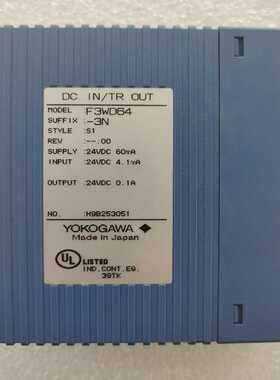 DC IN/TR OUT
MODEL :F3WD64
SUFFIX :-3N
STYLE :S1
REV :--:00
SUPPLY :24VDC 60mA
INPUT :24VDC 4.1mA
OUTPUT :24VDC 0.1A
NO. :H9B253051
YOKOGAWA
Made in Japan
UL LISTED
IND.CONT.EQ.
39TK